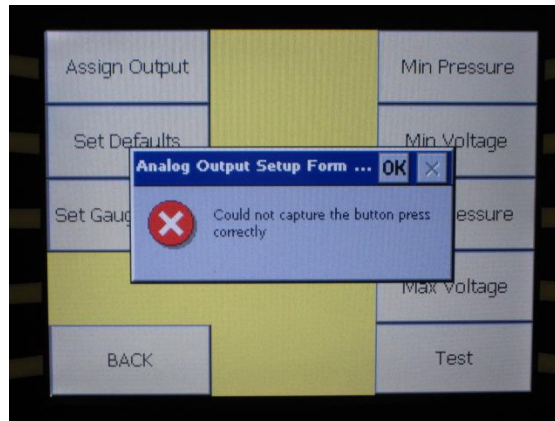 Assign Output
Min Pressure
Set Defaults
Min Voltage
Analog Output Setup Form ... OK
Set Gaug
Could not capture the button press
correctly
essure
Max Voltage
BACK
Test